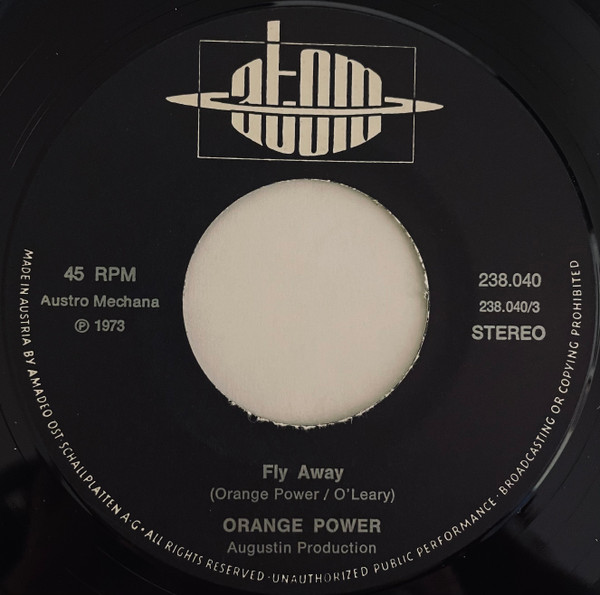 atom
45 RPM
Austro Mechana
℗ 1973
238.040
238.040/3
STEREO
Fly Away
(Orange Power / O'Leary)
ORANGE POWER
Augustin Production
MADE IN AUSTRIA BY AMADEO OST·SCHALLPLATTEN A·G·ALL RIGHTS RESERVED·UNAUTHORIZED PUBLIC PERFORMANCE·BROADCASTING OR COPYING PROHIBITED